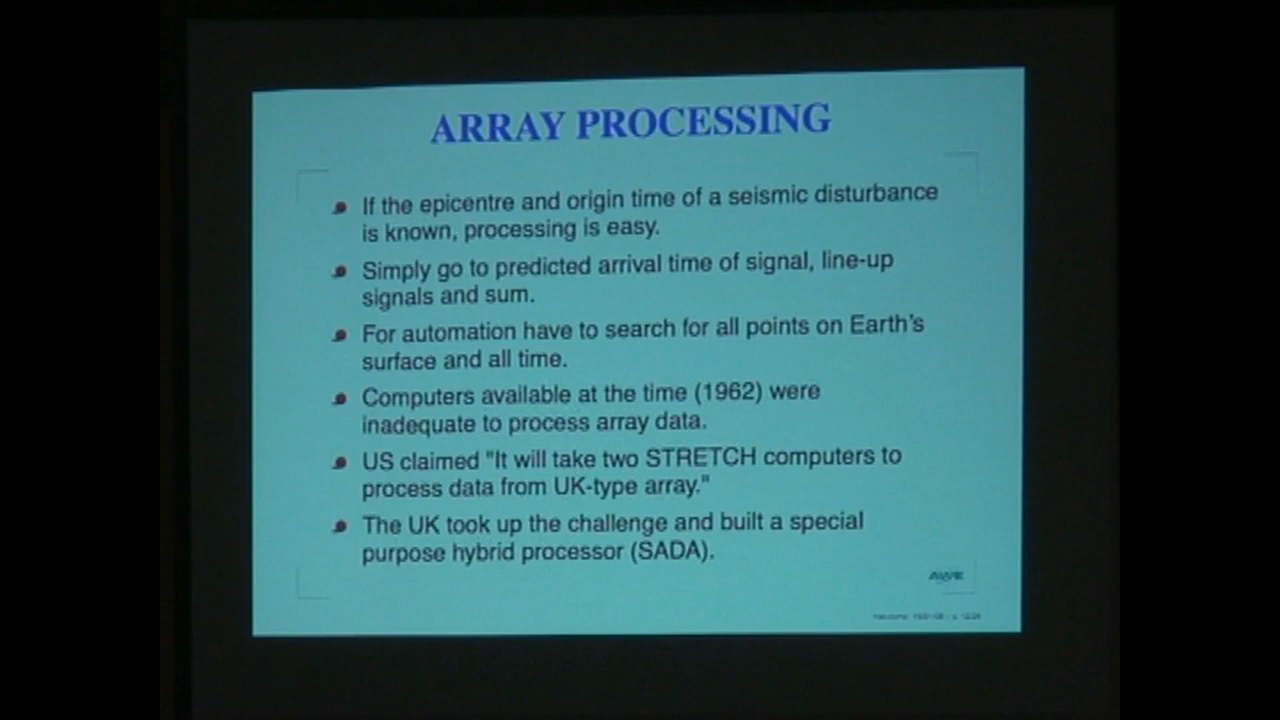 ARRAY PROCESSING
If the epicentre and origin time of a seismic disturbance
is known, processing is easy.
Simply go to predicted arrival time of signal, line-up
signals and sum.
For automation have to search for all points on Earth's
surface and all time.
Computers available at the time (1962) were
inadequate to process array data.
US claimed "It will take two STRETCH computers to
process data from UK-type array."
The UK took up the challenge and built a special
purpose hybrid processor (SADA).
AWE